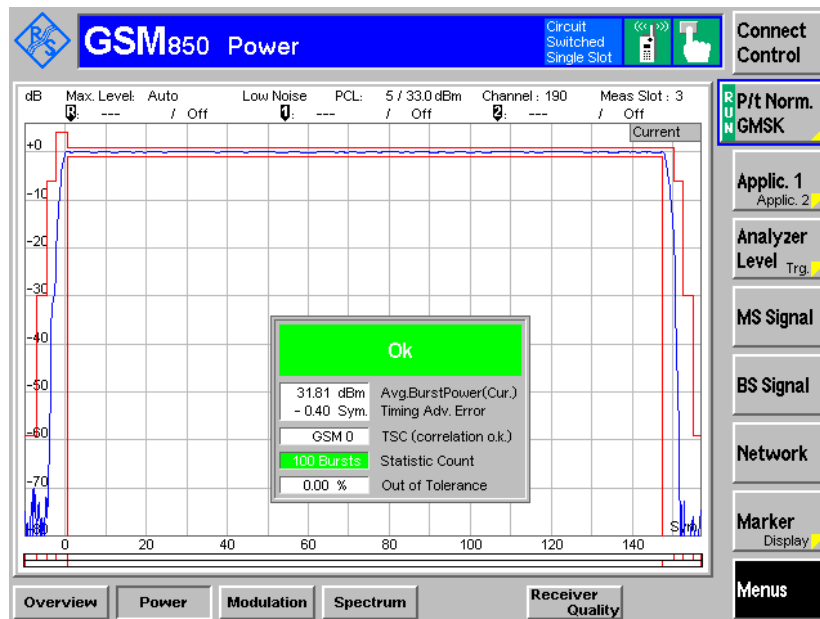 R&S
GSM850 Power
Circuit
Switched
Single Slot
Connect
Control
dB Max. Level: Auto Low Noise PCL: 5 / 33.0 dBm Channel : 190 Meas Slot : 3
R: --- / Off 1: --- / Off 2: --- / Off
Current
RUN
P/t Norm.
GMSK
+0
-10
-20
-30
-40
-50
-60
-70
-80
Ok
31.81 dBm Avg.BurstPower(Cur.)
- 0.40 Sym. Timing Adv. Error
GSM 0 TSC (correlation o.k.)
100 Bursts Statistic Count
0.00 % Out of Tolerance
Sym.
0 20 40 60 80 100 120 140
Applic. 1
Applic. 2
Analyzer
Level Trg.
MS Signal
BS Signal
Network
Marker
Display
Menus
Overview Power Modulation Spectrum Receiver
Quality